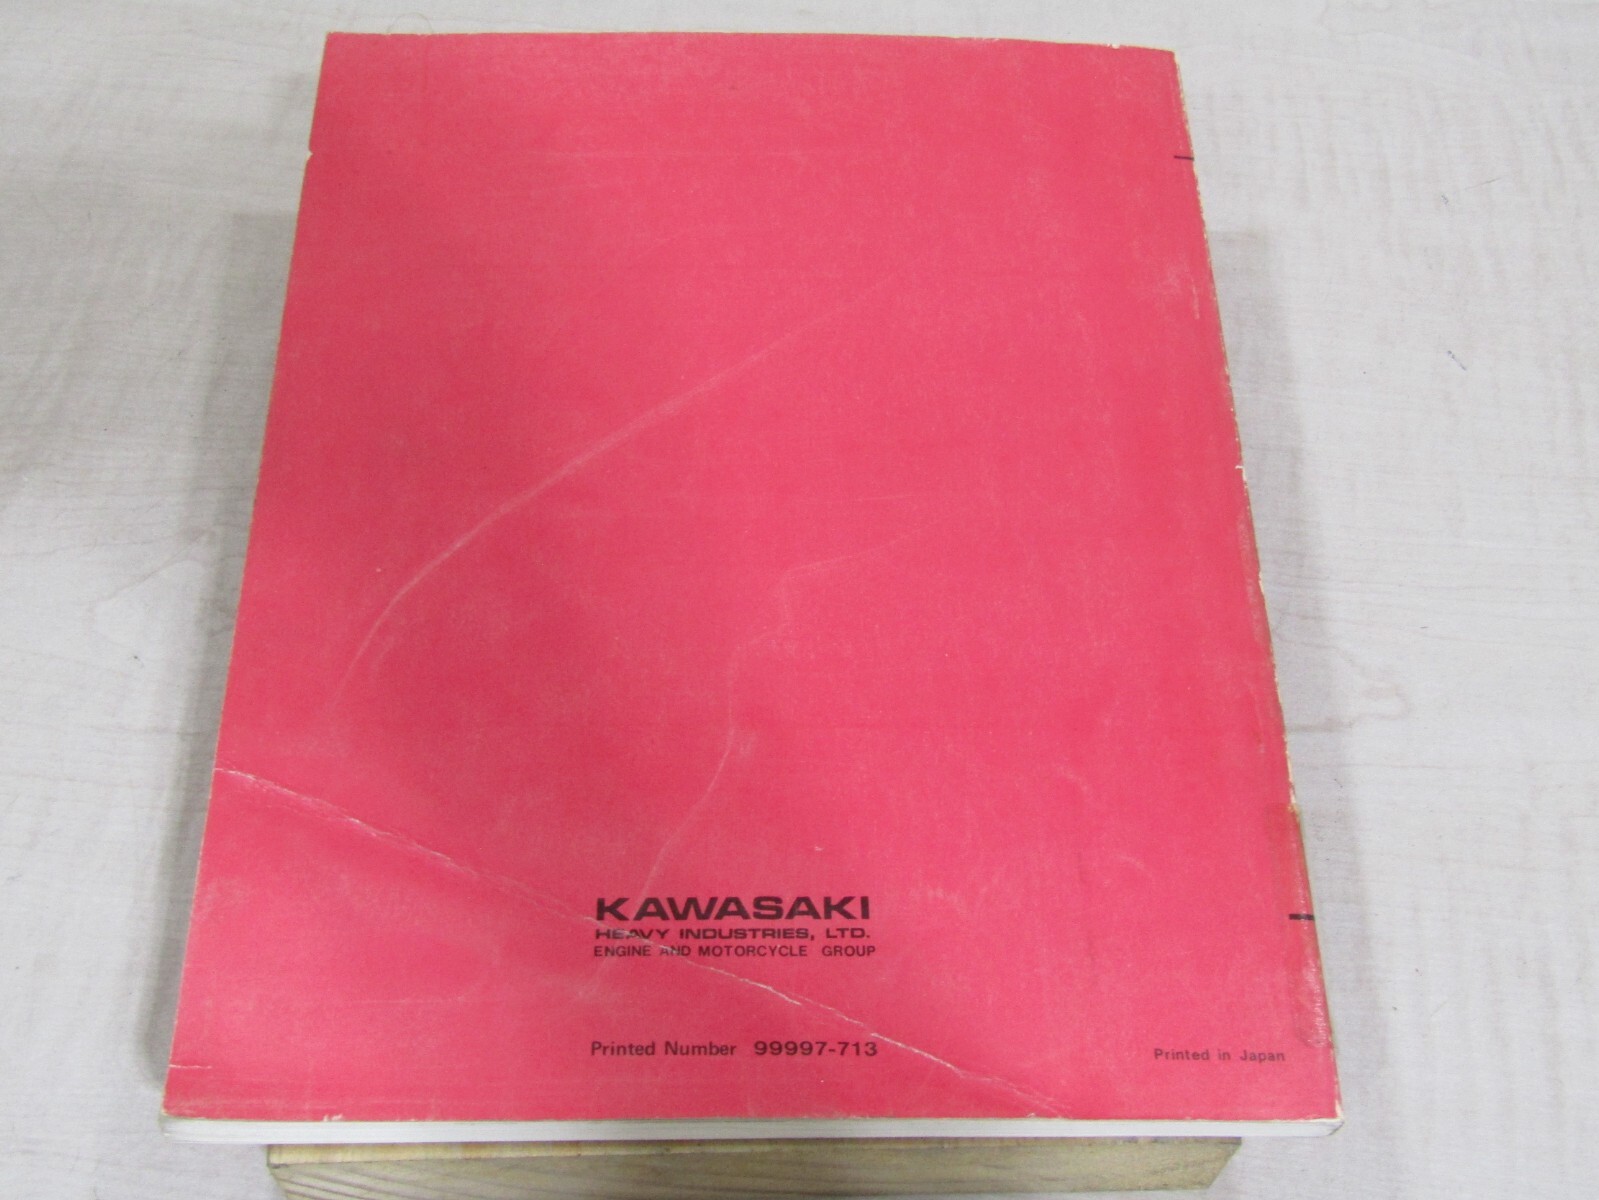 KAWASAKI
HEAVY INDUSTRIES, LTD.
ENGINE AND MOTORCYCLE GROUP
Printed Number 99997-713
Printed in Japan